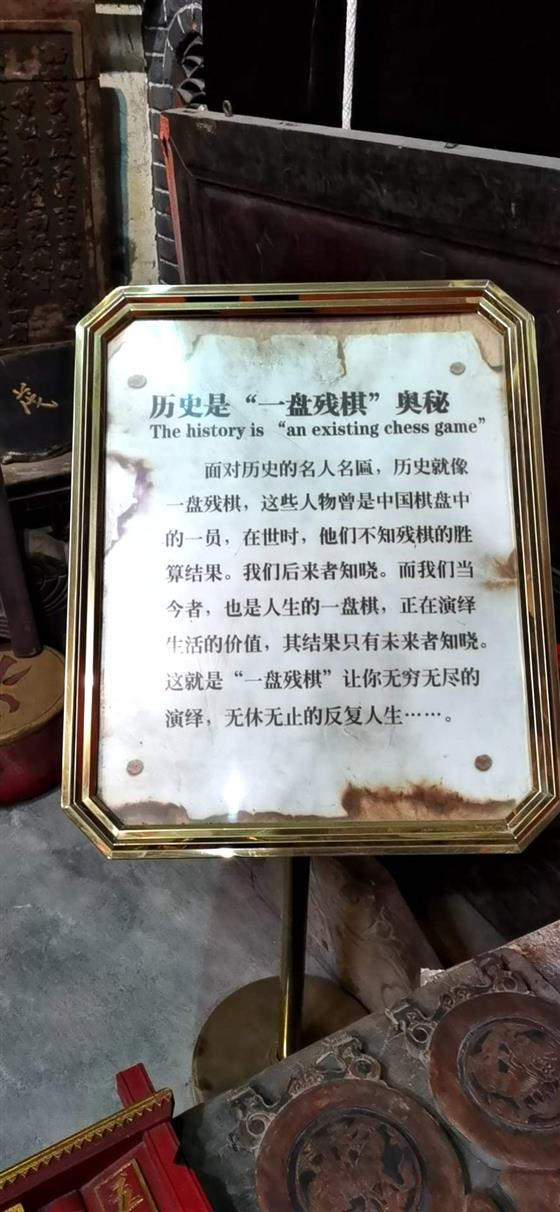 历史是“一盘残棋”奥秘
The history is “an existing chess game”
面对历史的名人名匾，历史就像
一盘残棋，这些人物曾是中国棋盘中
的一员，在世时，他们不知残棋的胜
算结果。我们后来者知晓。而我们当
今者，也是人生的一盘棋，正在演绎
生活的价值，其结果只有未来者知晓。
这就是“一盘残棋”让你无穷无尽的
演绎，无休无止的反复人生……。